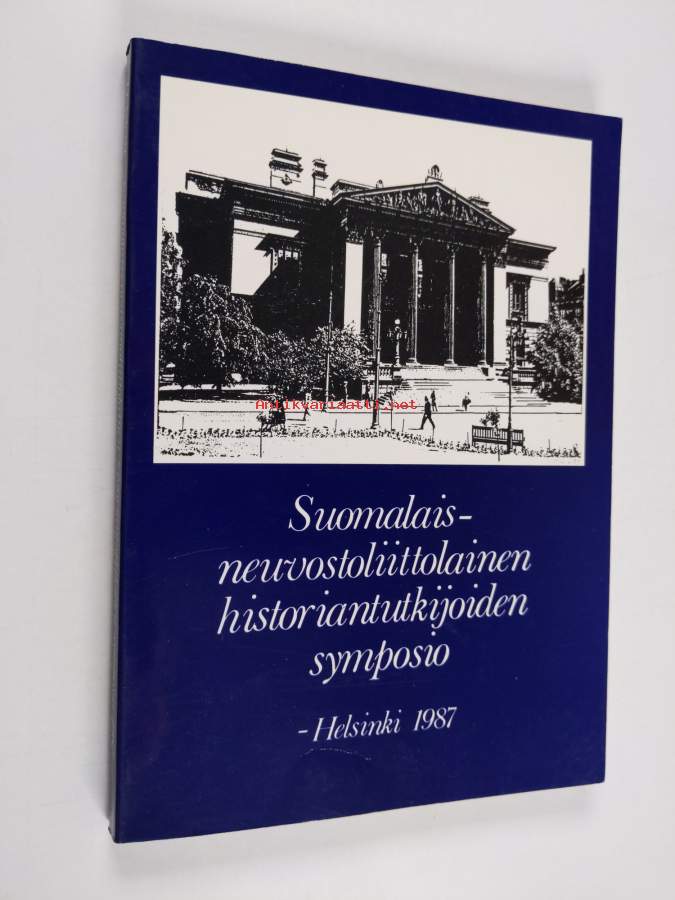 Antikvariaatti.net
Suomalais-
neuvostoliittolainen
historiantutkijoiden
symposio
-Helsinki 1987